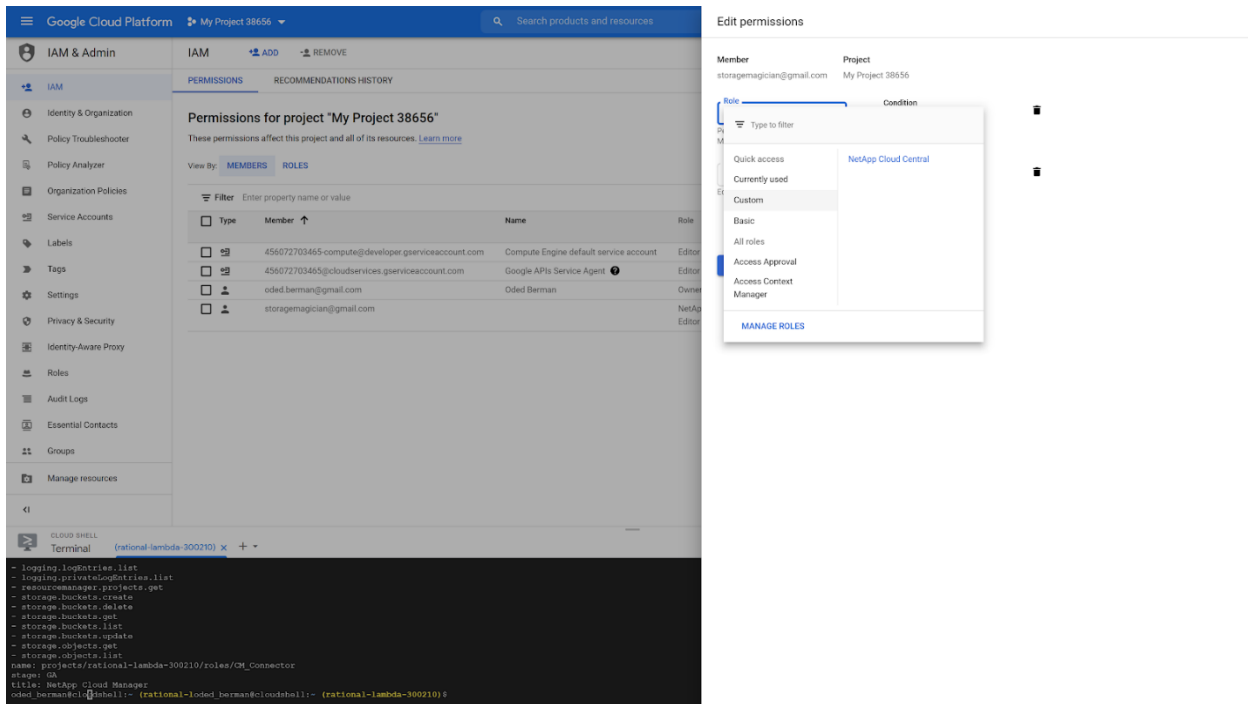 Google Cloud Platform
My Project 38656
Search products and resources
IAM & Admin
IAM
Identity & Organization
Policy Troubleshooter
Policy Analyzer
Organization Policies
Service Accounts
Labels
Tags
Settings
Privacy & Security
Identity-Aware Proxy
Roles
Audit Logs
Essential Contacts
Groups
Manage resources
IAM
ADD
REMOVE
PERMISSIONS
RECOMMENDATIONS HISTORY
Permissions for project "My Project 38656"
These permissions affect this project and all of its resources. Learn more
View By: MEMBERS ROLES
Filter Enter property name or value
Type Member Name Role
456072703465-compute@developer.gserviceaccount.com Compute Engine default service account Editor
456072703465@cloudservices.gserviceaccount.com Google APIs Service Agent Editor
oded.berman@gmail.com Oded Berman Owner
storagemagician@gmail.com NetAp
Editor
Edit permissions
Member Project
storagemagician@gmail.com My Project 38656
Role Condition
Type to filter
Quick access
Currently used
Custom
Basic
All roles
Access Approval
Access Context
Manager
NetApp Cloud Central
MANAGE ROLES
CLOUD SHELL
Terminal
(rational-lambda-300210)
- logging.logEntries.list
- logging.privateLogEntries.list
- resourcemanager.projects.get
- storage.buckets.create
- storage.buckets.delete
- storage.buckets.get
- storage.buckets.list
- storage.buckets.update
- storage.objects.get
- storage.objects.list
name: projects/rational-lambda-300210/roles/CM_Connector
stage: GA
title: NetApp Cloud Manager
oded_berman@cloudshell:~ (rational-loded_berman@cloudshell:~ (rational-lambda-300210)$